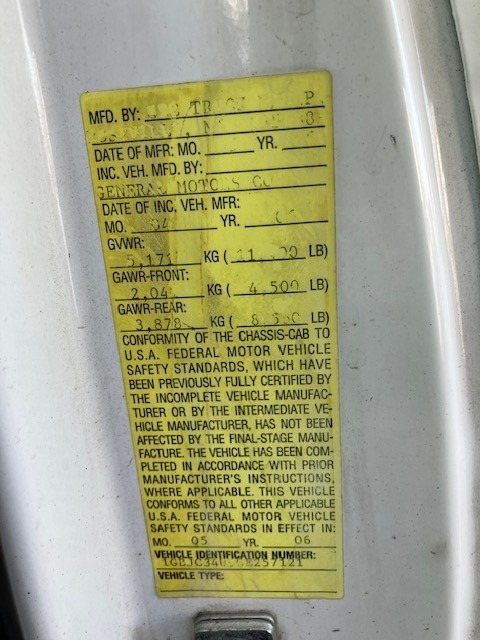 MFD. BY:
DATE OF MFR: MO. YR.
INC. VEH. MFD. BY:
GENERAL MOTORS
DATE OF INC. VEH. MFR:
MO. 04 YR.
GVWR:
5,171 KG ( LB)
GAWR-FRONT:
KG ( 4,500 LB)
GAWR-REAR:
3,878 KG ( LB)
CONFORMITY OF THE CHASSIS-CAB TO
U.S.A. FEDERAL MOTOR VEHICLE
SAFETY STANDARDS, WHICH HAVE
BEEN PREVIOUSLY FULLY CERTIFIED BY
THE INCOMPLETE VEHICLE MANUFAC-
TURER OR BY THE INTERMEDIATE VE-
HICLE MANUFACTURER, HAS NOT BEEN
AFFECTED BY THE FINAL-STAGE MANU-
FACTURE. THE VEHICLE HAS BEEN COM-
PLETED IN ACCORDANCE WITH PRIOR
MANUFACTURER'S INSTRUCTIONS,
WHERE APPLICABLE. THIS VEHICLE
CONFORMS TO ALL OTHER APPLICABLE
U.S.A. FEDERAL MOTOR VEHICLE
SAFETY STANDARDS IN EFFECT IN:
MO. 05 YR. 06
VEHICLE IDENTIFICATION NUMBER:
VEHICLE TYPE: